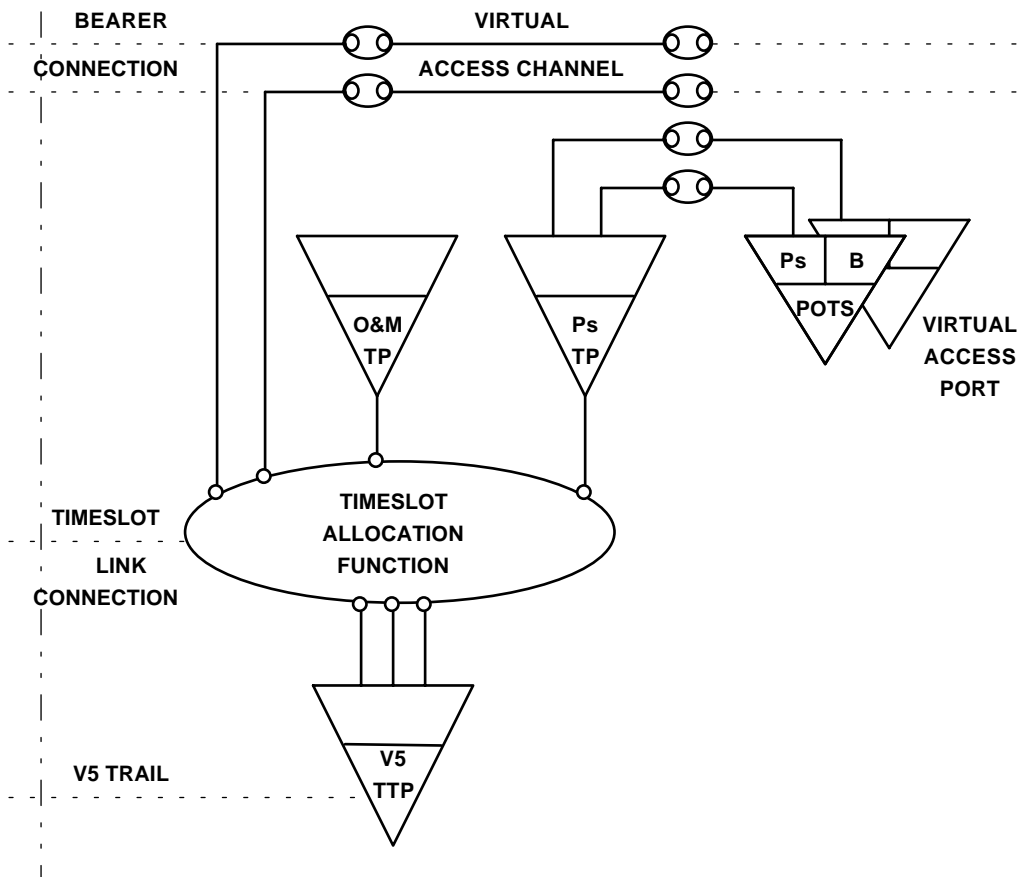 BEARER
VIRTUAL
CONNECTION
ACCESS CHANNEL
Ps
B
POTS
O&M
TP
Ps
TP
VIRTUAL
ACCESS
PORT
TIMESLOT
ALLOCATION
FUNCTION
TIMESLOT
LINK
CONNECTION
V5
TTP
V5 TRAIL